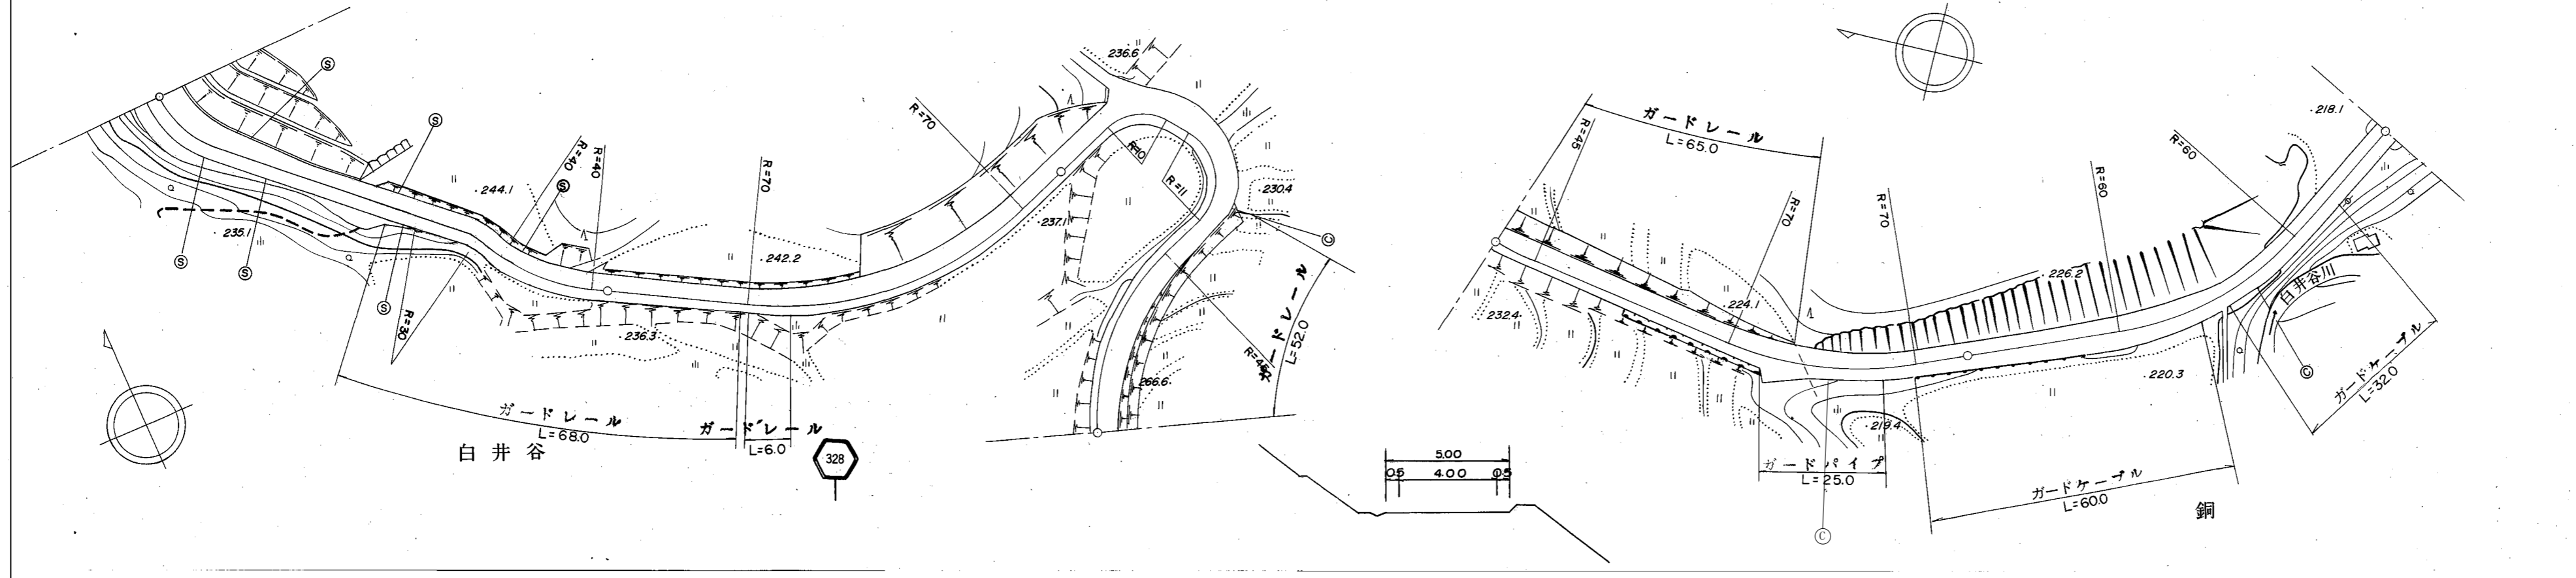 S
S
S
S
S
S
R=40
R=40
R=70
R=70
R=30
244.1
235.1
242.2
236.3
237.1
236.6
230.4
R=10
R=11
266.6
C
ガードレール
L=68.0
ガードレール
L=6.0
白井谷
328
ードレール
L=52.0
5.00
0.5 4.00 0.5
ガードレール
L=65.0
R=45
R=70
R=70
R=60
R=60
218.1
232.4
224.1
226.2
白井谷川
220.3
219.4
ガードパイプ
L=25.0
C
ガードケーブル
L=60.0
C
ガードケーブル
L=32.0
銅